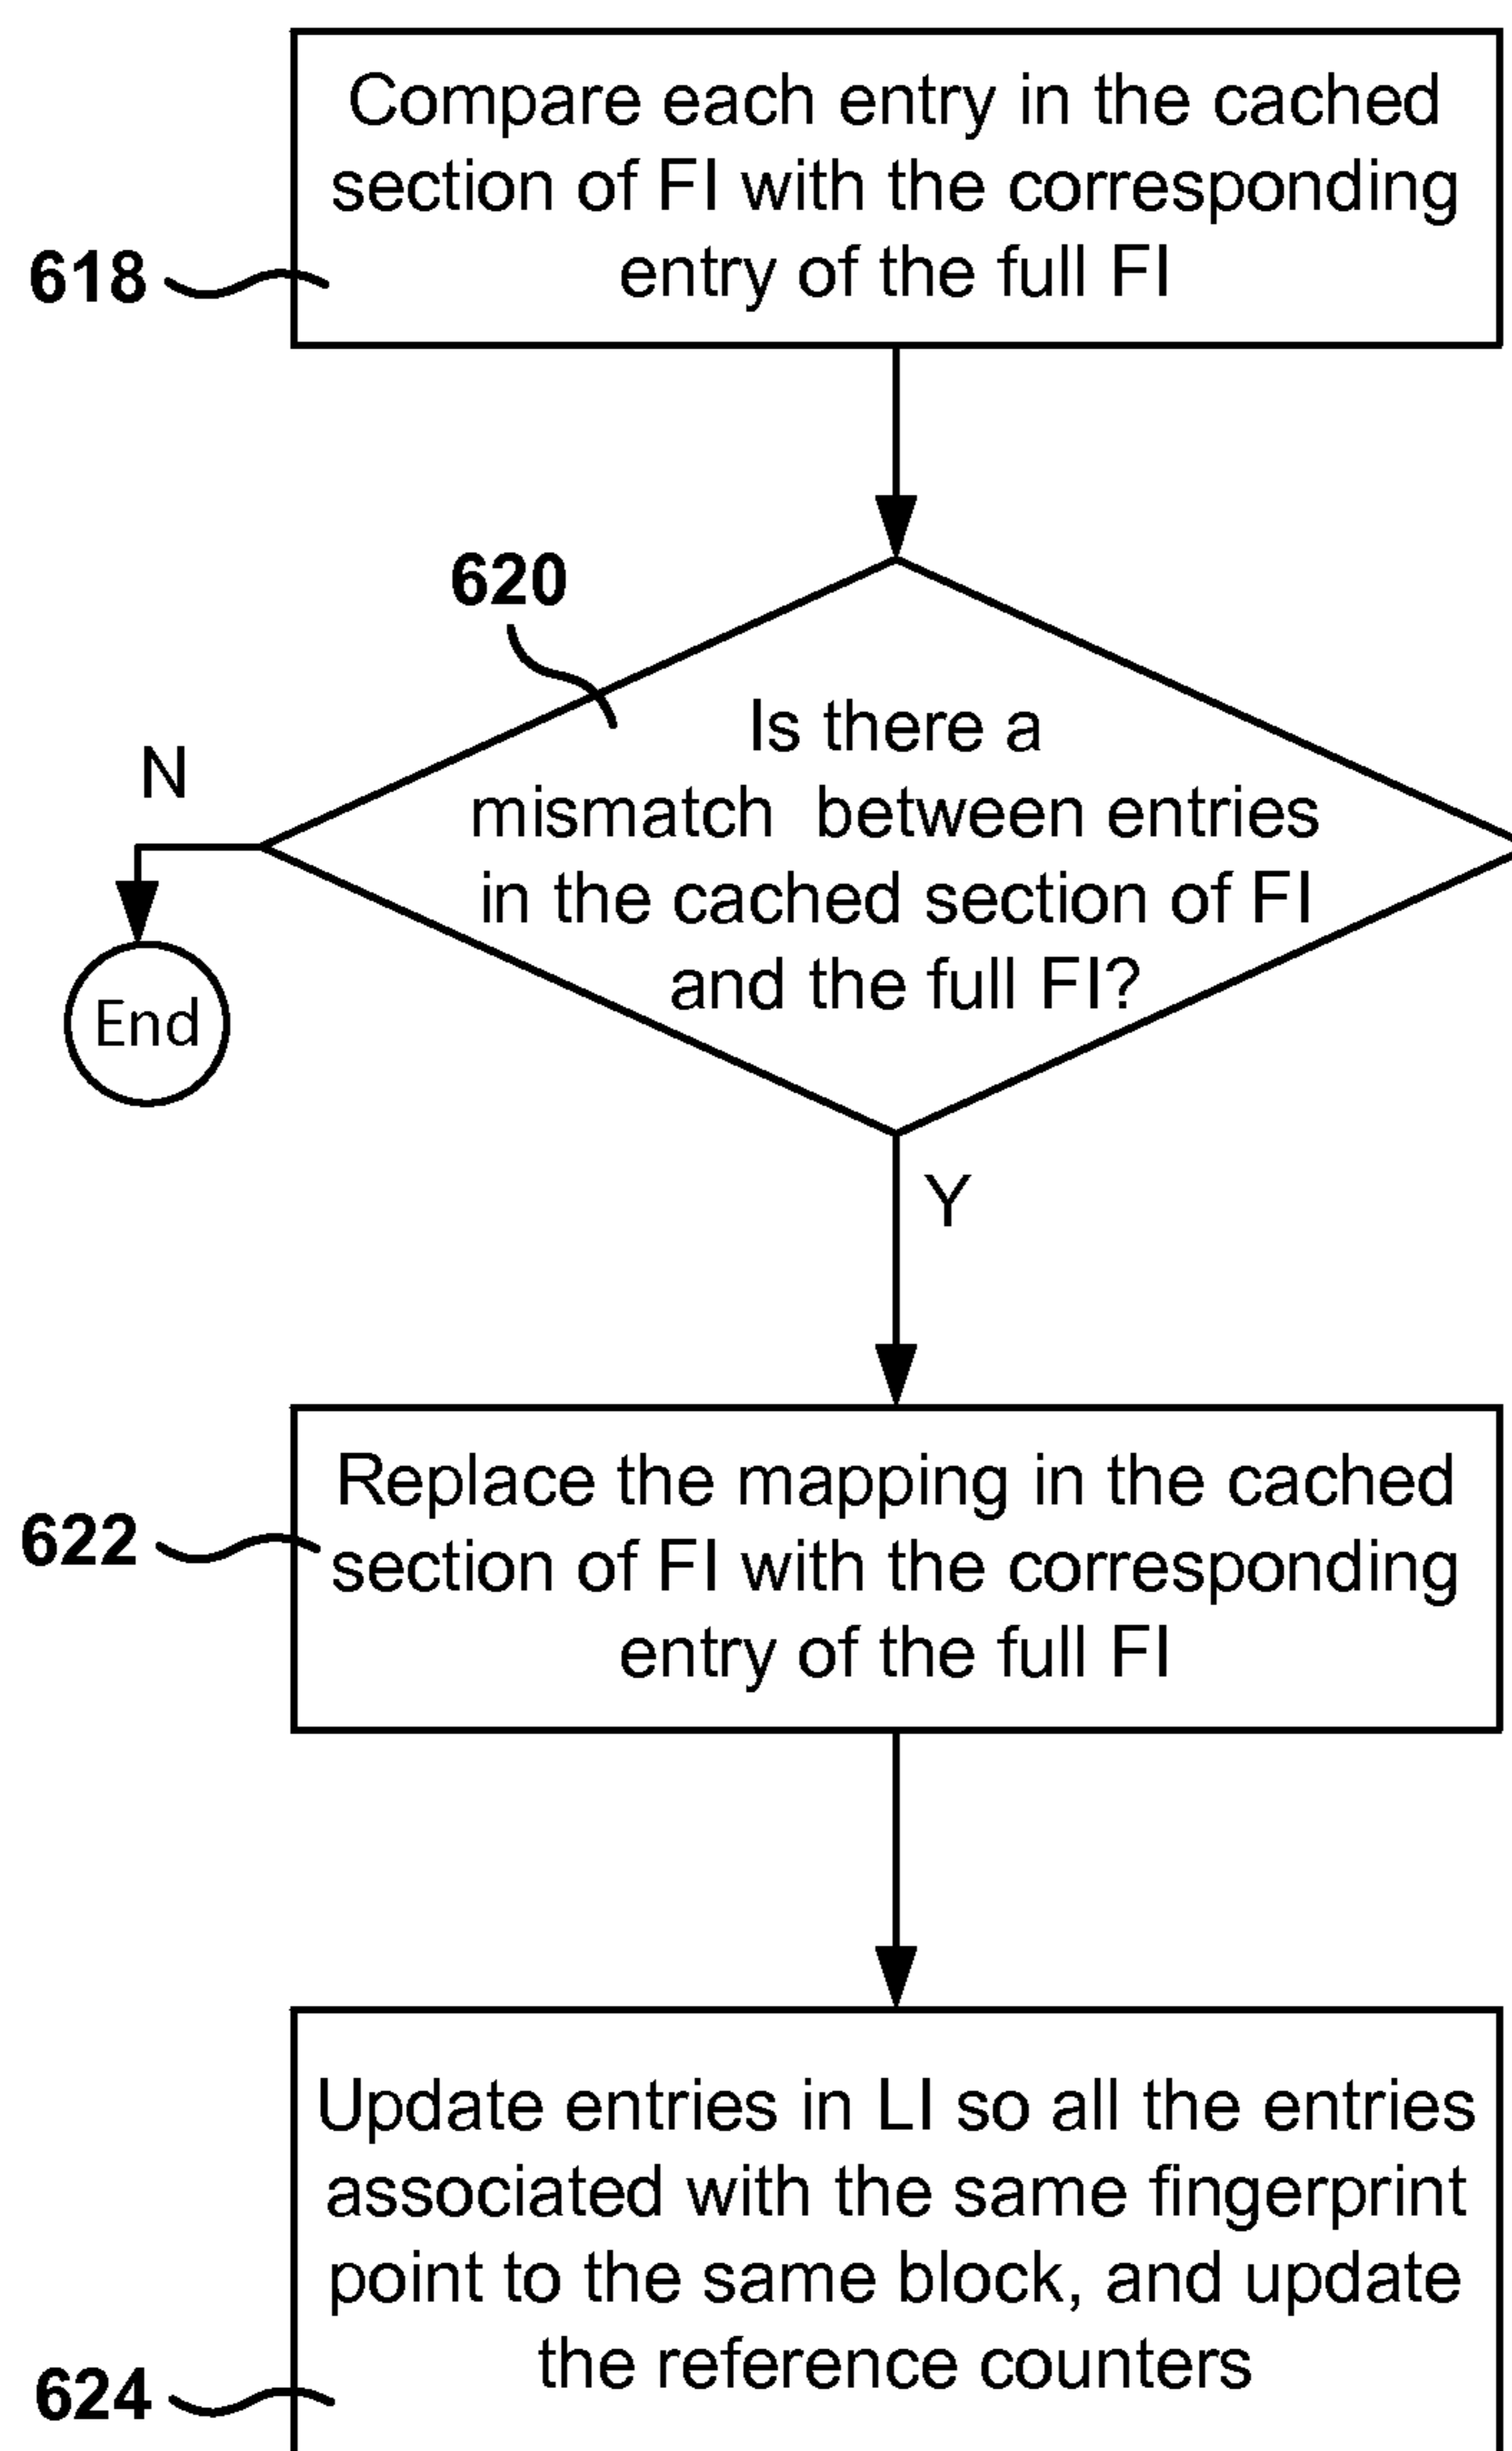 Compare each entry in the cached
section of FI with the corresponding
entry of the full FI
618
620
Is there a
mismatch between entries
in the cached section of FI
and the full FI?
N
End
Y
Replace the mapping in the cached
section of FI with the corresponding
entry of the full FI
622
Update entries in LI so all the entries
associated with the same fingerprint
point to the same block, and update
the reference counters
624